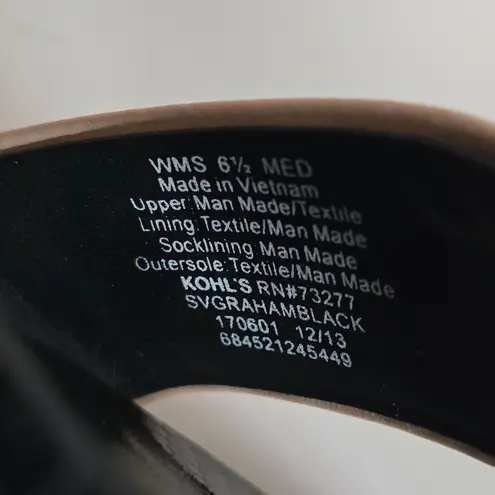 WMS 6½ MED
Made in Vietnam
Upper: Man Made/Textile
Lining: Textile/Man Made
Socklining: Man Made
Outersole: Textile/Man Made
KOHL'S RN#73277
SVGRAHAMBLACK
170601 12/13
684521245449